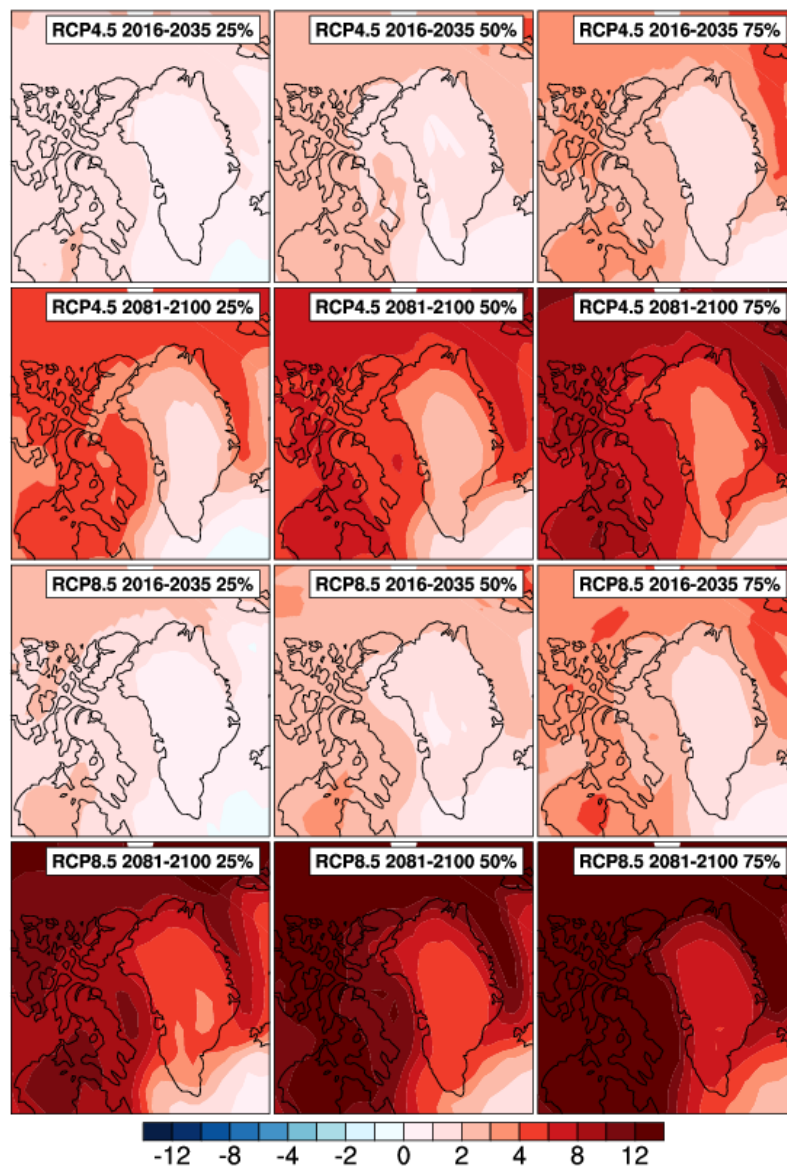 RCP4.5 2016-2035 25%
RCP4.5 2016-2035 50%
RCP4.5 2016-2035 75%
RCP4.5 2081-2100 25%
RCP4.5 2081-2100 50%
RCP4.5 2081-2100 75%
RCP8.5 2016-2035 25%
RCP8.5 2016-2035 50%
RCP8.5 2016-2035 75%
RCP8.5 2081-2100 25%
RCP8.5 2081-2100 50%
RCP8.5 2081-2100 75%
-12 -8 -4 -2 0 2 4 8 12